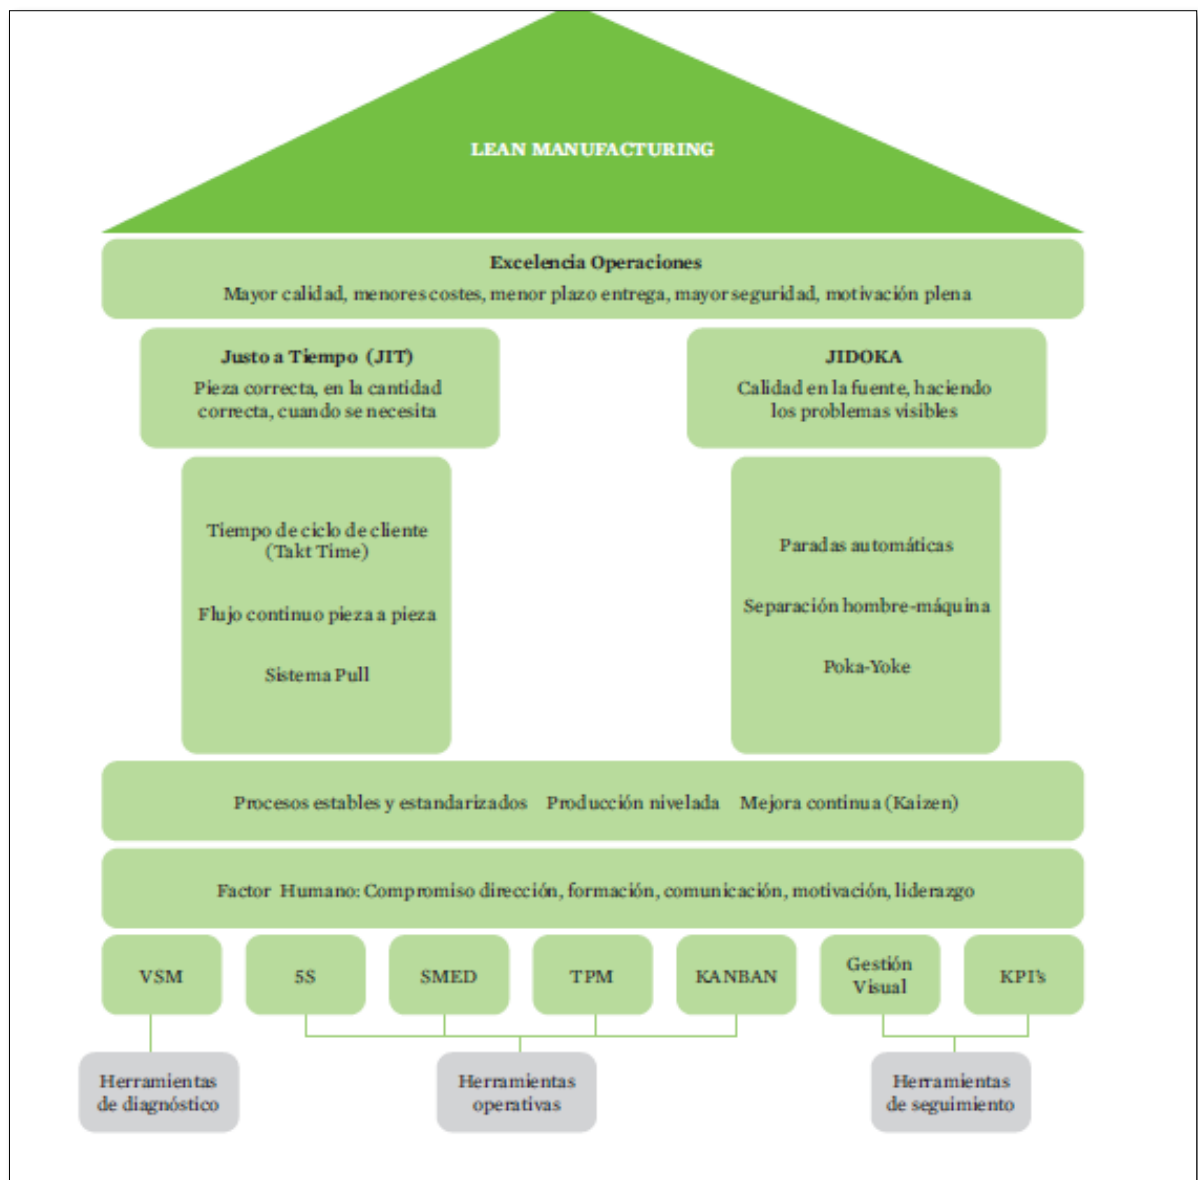 LEAN MANUFACTURING
Excelencia Operaciones
Mayor calidad, menores costes, menor plazo entrega, mayor seguridad, motivación plena
Justo a Tiempo (JIT)
Pieza correcta, en la cantidad
correcta, cuando se necesita
JIDOKA
Calidad en la fuente, haciendo
los problemas visibles
Tiempo de ciclo de cliente
(Takt Time)
Flujo continuo pieza a pieza
Sistema Pull
Paradas automáticas
Separación hombre-máquina
Poka-Yoke
Procesos estables y estandarizados Producción nivelada Mejora continua (Kaizen)
Factor Humano: Compromiso dirección, formación, comunicación, motivación, liderazgo
VSM
5S
SMED
TPM
KANBAN
Gestión
Visual
KPI's
Herramientas
de diagnóstico
Herramientas
operativas
Herramientas
de seguimiento